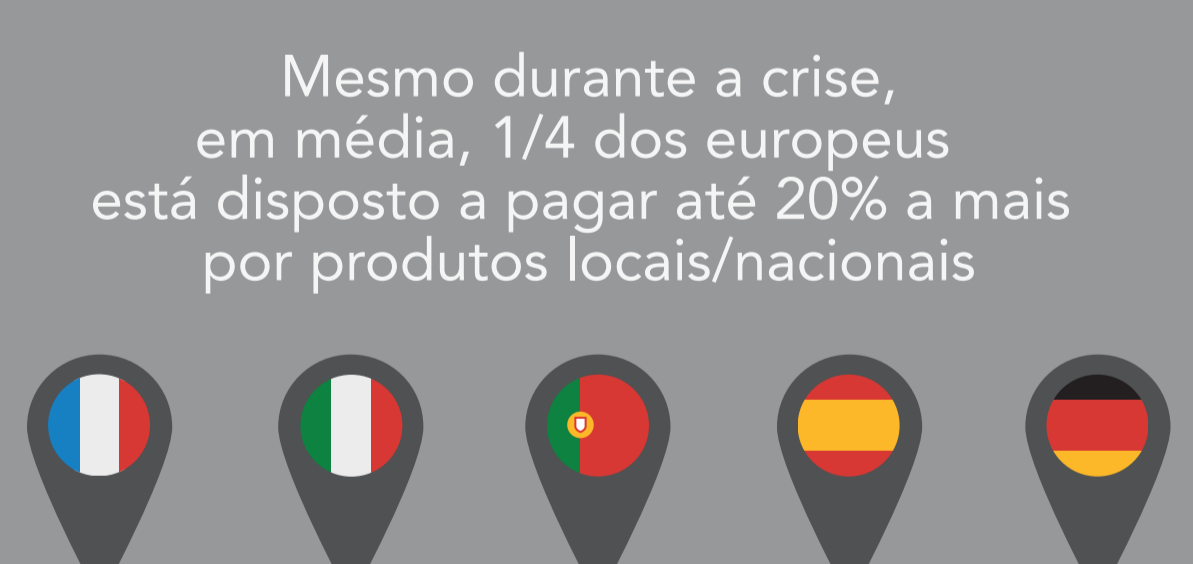 Mesmo durante a crise,
em média, 1/4 dos europeus
está disposto a pagar até 20% a mais
por produtos locais/nacionais